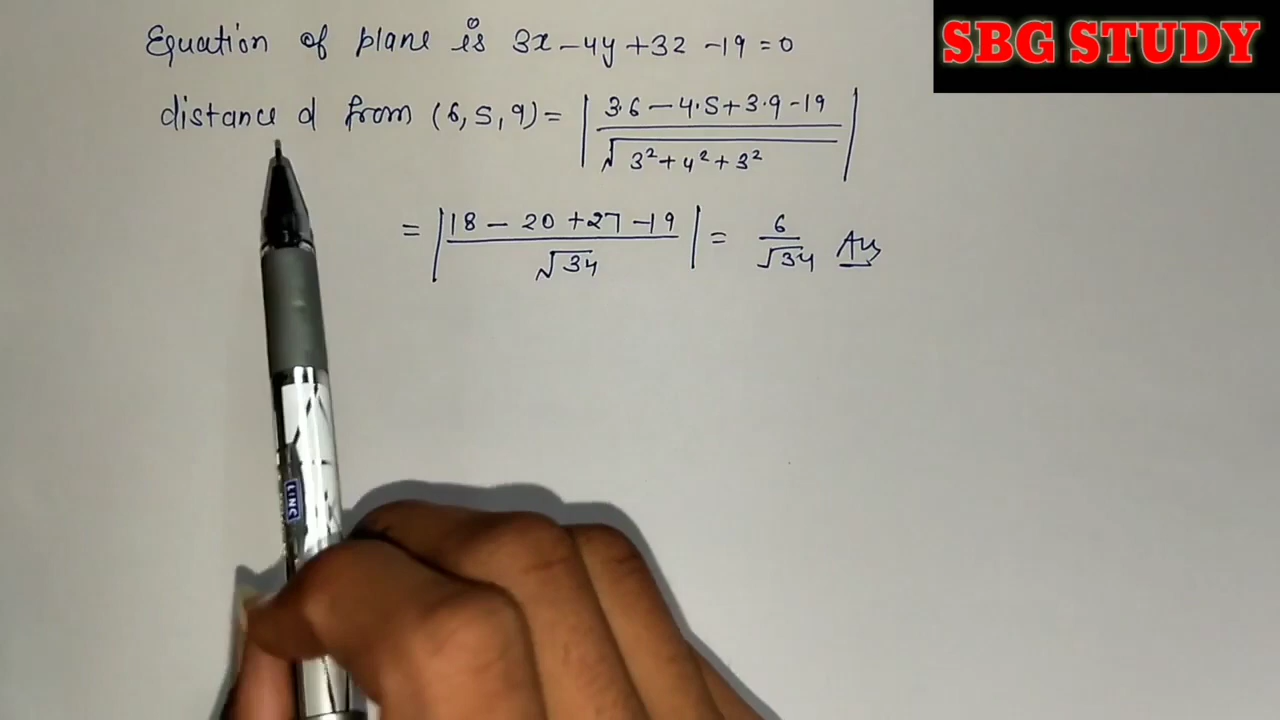 SBG STUDY
Equation of plane is 3x - 4y + 3z - 19 = 0
distance d from (6, 5, 9) = | 3·6 - 4·5 + 3·9 - 19 / √3² + 4² + 3² |
= | 18 - 20 + 27 - 19 / √34 | = 6 / √34 Ans
LINC